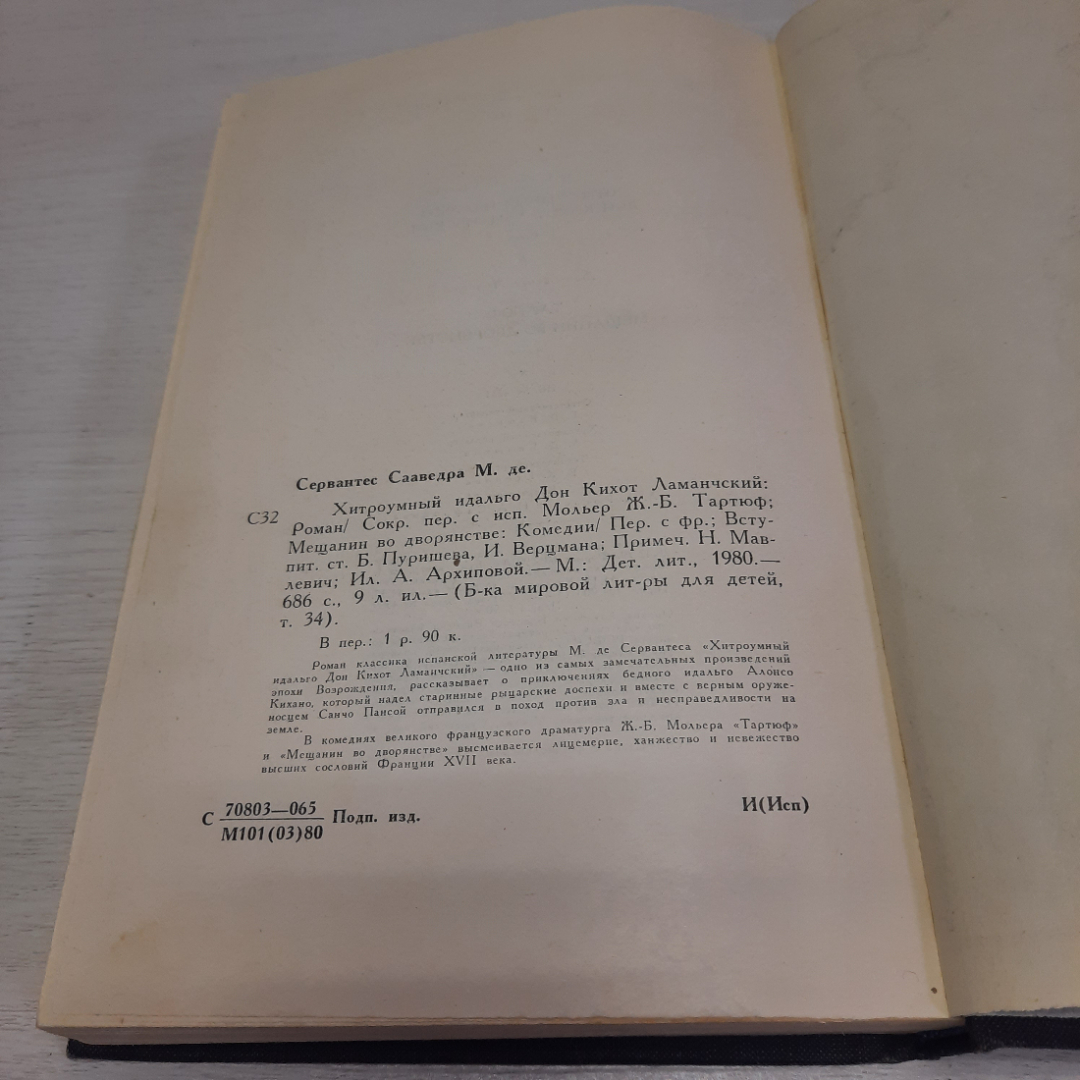 Сервантес Сааведра М. де.
С32
Хитроумный идальго Дон Кихот Ламанчский:
Роман/ Сокр. пер. с исп. Мольер Ж.-Б. Тартюф;
Мещанин во дворянстве: Комедии/ Пер. с фр.; Всту-
пит. ст. Б. Пуришева, И. Верцмана; Примеч. Н. Мав-
левич; Ил. А. Архиповой.— М.: Дет. лит., 1980.—
686 с., 9 л. ил.— (Б-ка мировой лит-ры для детей,
т. 34).
В пер.: 1 р. 90 к.
Роман классика испанской литературы М. де Сервантеса «Хитроумный
идальго Дон Кихот Ламанчский» — одно из самых замечательных произведений
эпохи Возрождения, рассказывает о приключениях бедного идальго Алонсо
Кихано, который надел старинные рыцарские доспехи и вместе с верным оруже-
носцем Санчо Пансой отправился в поход против зла и несправедливости на
земле.
В комедиях великого французского драматурга Ж.-Б. Мольера «Тартюф»
и «Мещанин во дворянстве» высмеивается лицемерие, ханжество и невежество
высших сословий Франции XVII века.
С 70803—065 Подп. изд.
М101(03)80
И(Исп)